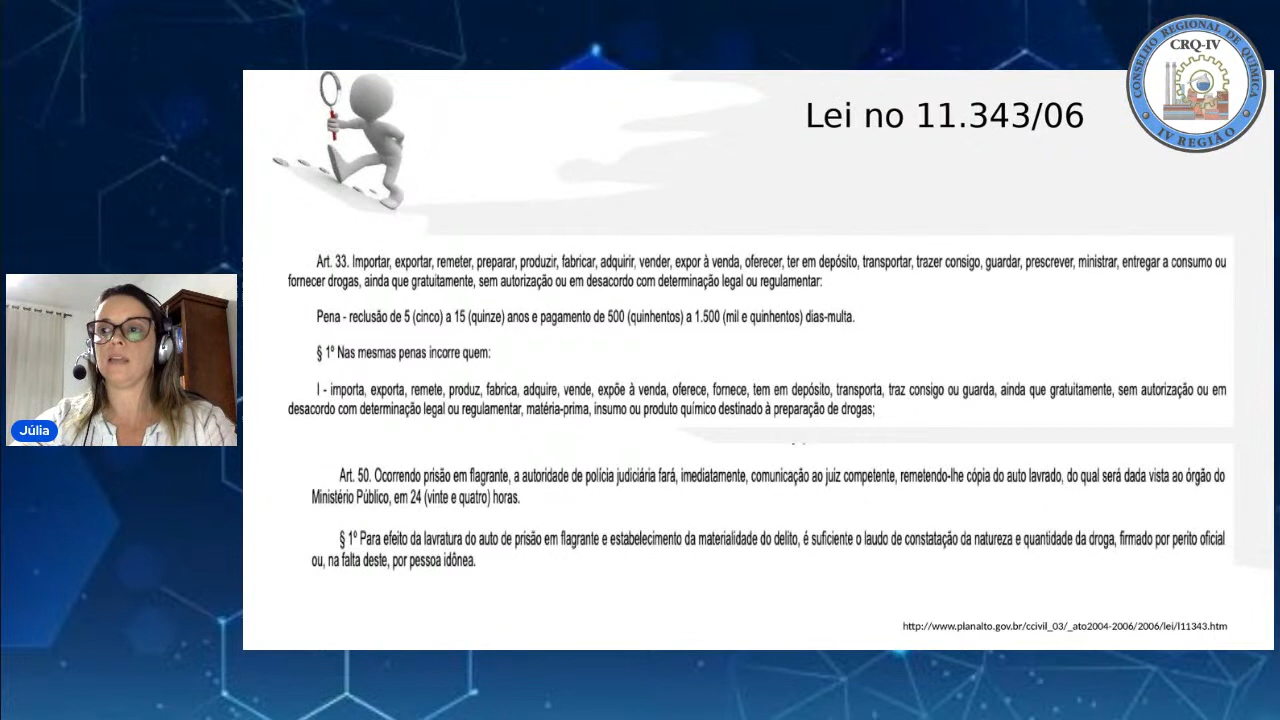 CONSELHO REGIONAL DE QUÍMICA
CRQ-IV
IV REGIÃO
Lei no 11.343/06
Art. 33. Importar, exportar, remeter, preparar, produzir, fabricar, adquirir, vender, expor à venda, oferecer, ter em depósito, transportar, trazer consigo, guardar, prescrever, ministrar, entregar a consumo ou
fornecer drogas, ainda que gratuitamente, sem autorização ou em desacordo com determinação legal ou regulamentar:
Pena - reclusão de 5 (cinco) a 15 (quinze) anos e pagamento de 500 (quinhentos) a 1.500 (mil e quinhentos) dias-multa.
§ 1º Nas mesmas penas incorre quem:
I - importa, exporta, remete, produz, fabrica, adquire, vende, expõe à venda, oferece, fornece, tem em depósito, transporta, traz consigo ou guarda, ainda que gratuitamente, sem autorização ou em
desacordo com determinação legal ou regulamentar, matéria-prima, insumo ou produto químico destinado à preparação de drogas;
Júlia
Art. 50. Ocorrendo prisão em flagrante, a autoridade de polícia judiciária fará, imediatamente, comunicação ao juiz competente, remetendo-lhe cópia do auto lavrado, do qual será dada vista ao órgão do
Ministério Público, em 24 (vinte e quatro) horas.
§ 1º Para efeito da lavratura do auto de prisão em flagrante e estabelecimento da materialidade do delito, é suficiente o laudo de constatação da natureza e quantidade da droga, firmado por perito oficial
ou, na falta deste, por pessoa idônea.
http://www.planalto.gov.br/ccivil_03/_ato2004-2006/2006/lei/l11343.htm